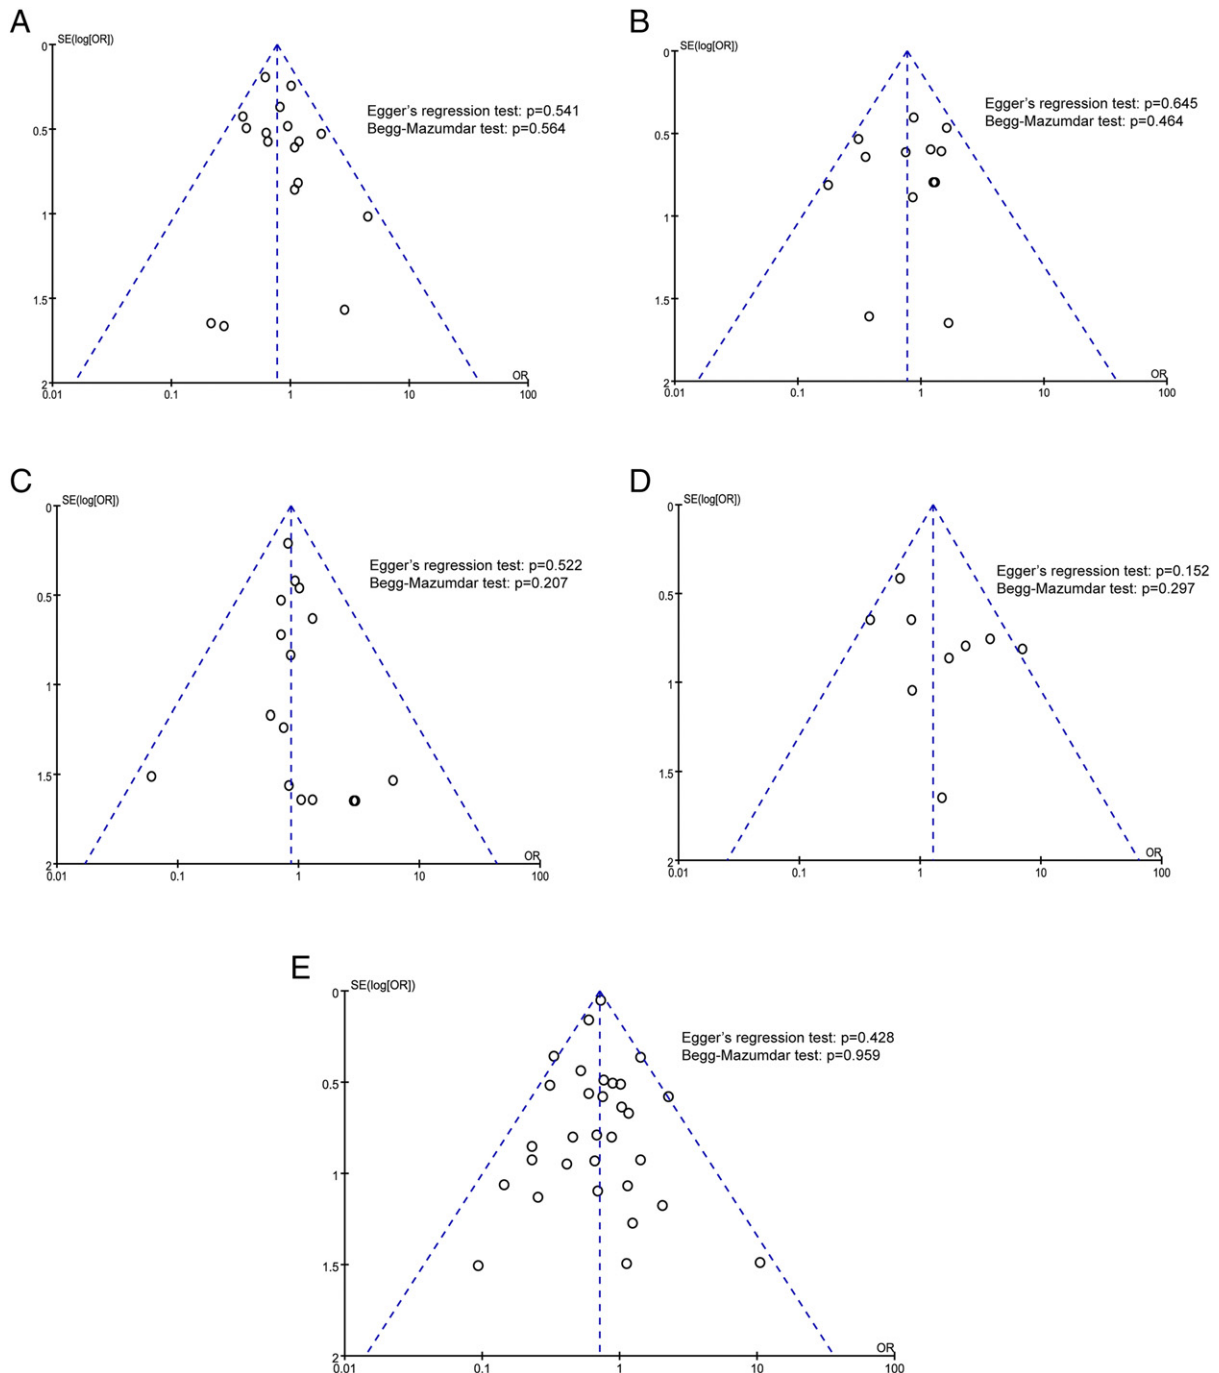 A
SE(log[OR])
0
Egger's regression test: p=0.541
Begg-Mazumdar test: p=0.564
0.5
1
1.5
2
OR
0.01 0.1 1 10 100
B
SE(log[OR])
0
Egger's regression test: p=0.645
Begg-Mazumdar test: p=0.464
0.5
1
1.5
2
OR
0.01 0.1 1 10 100
C
SE(log[OR])
0
Egger's regression test: p=0.522
Begg-Mazumdar test: p=0.207
0.5
1
1.5
2
OR
0.01 0.1 1 10 100
D
SE(log[OR])
0
Egger's regression test: p=0.152
Begg-Mazumdar test: p=0.297
0.5
1
1.5
2
OR
0.01 0.1 1 10 100
E
SE(log[OR])
0
Egger's regression test: p=0.428
Begg-Mazumdar test: p=0.959
0.5
1
1.5
2
OR
0.01 0.1 1 10 100